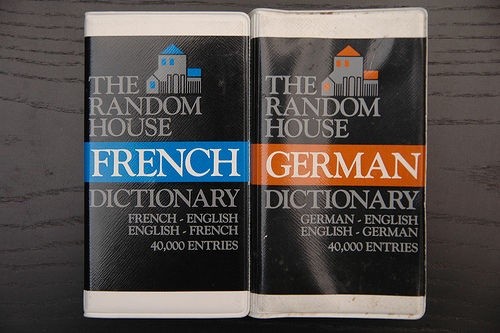 THE
RANDOM
HOUSE
FRENCH
DICTIONARY
FRENCH - ENGLISH
ENGLISH - FRENCH
40,000 ENTRIES
THE
RANDOM
HOUSE
GERMAN
DICTIONARY
GERMAN - ENGLISH
ENGLISH - GERMAN
40,000 ENTRIES